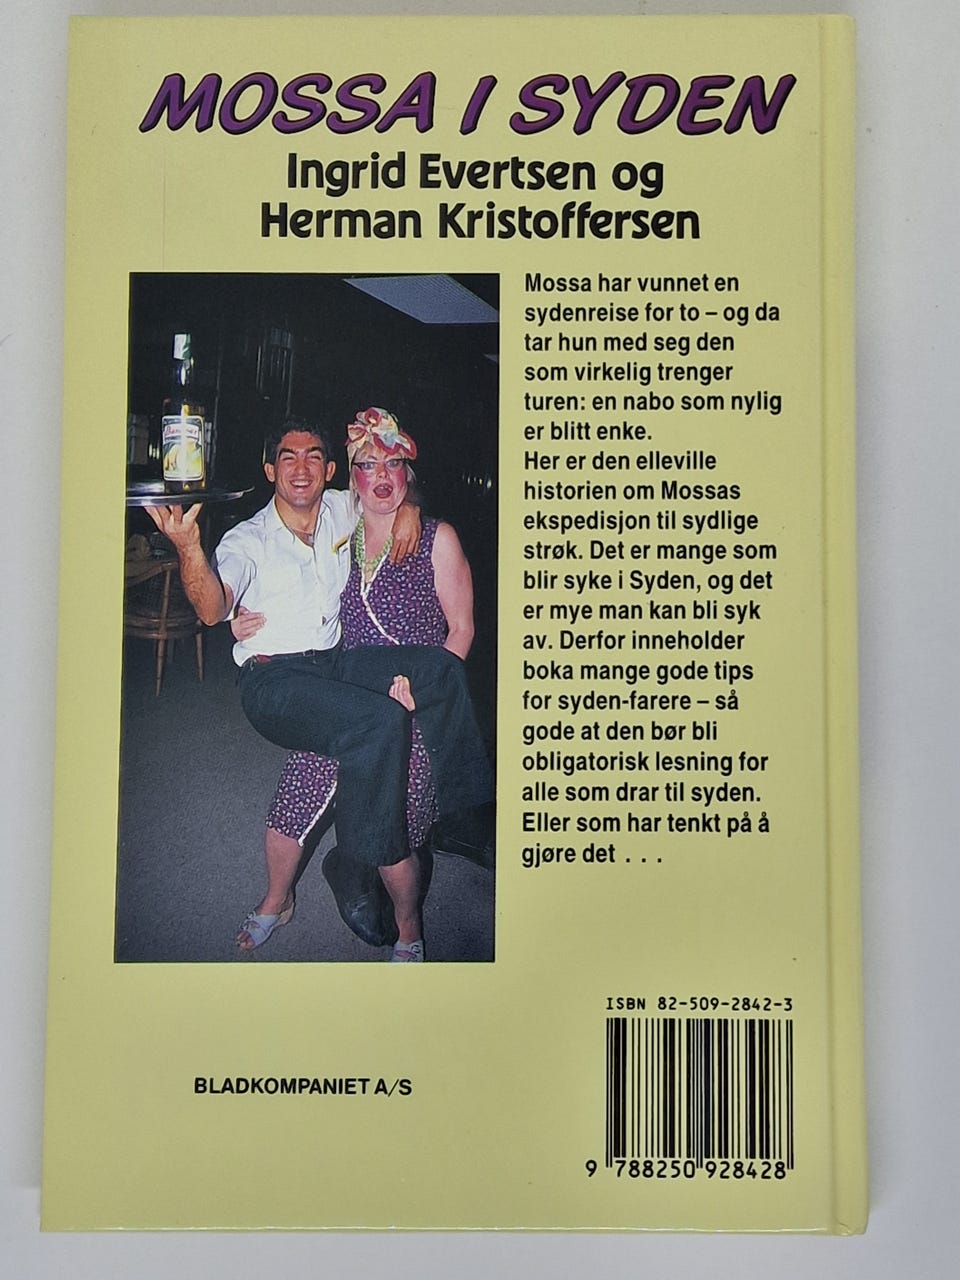 MOSSA I SYDEN
Ingrid Evertsen og
Herman Kristoffersen
Mossa har vunnet en
sydenreise for to – og da
tar hun med seg den
som virkelig trenger
turen: en nabo som nylig
er blitt enke.
Her er den elleville
historien om Mossas
ekspedisjon til sydlige
strøk. Det er mange som
blir syke i Syden, og det
er mye man kan bli syk
av. Derfor inneholder
boka mange gode tips
for syden-farere – så
gode at den bør bli
obligatorisk lesning for
alle som drar til syden.
Eller som har tenkt på å
gjøre det . . .
ISBN 82-509-2842-3
BLADKOMPANIET A/S
9 788250 928428